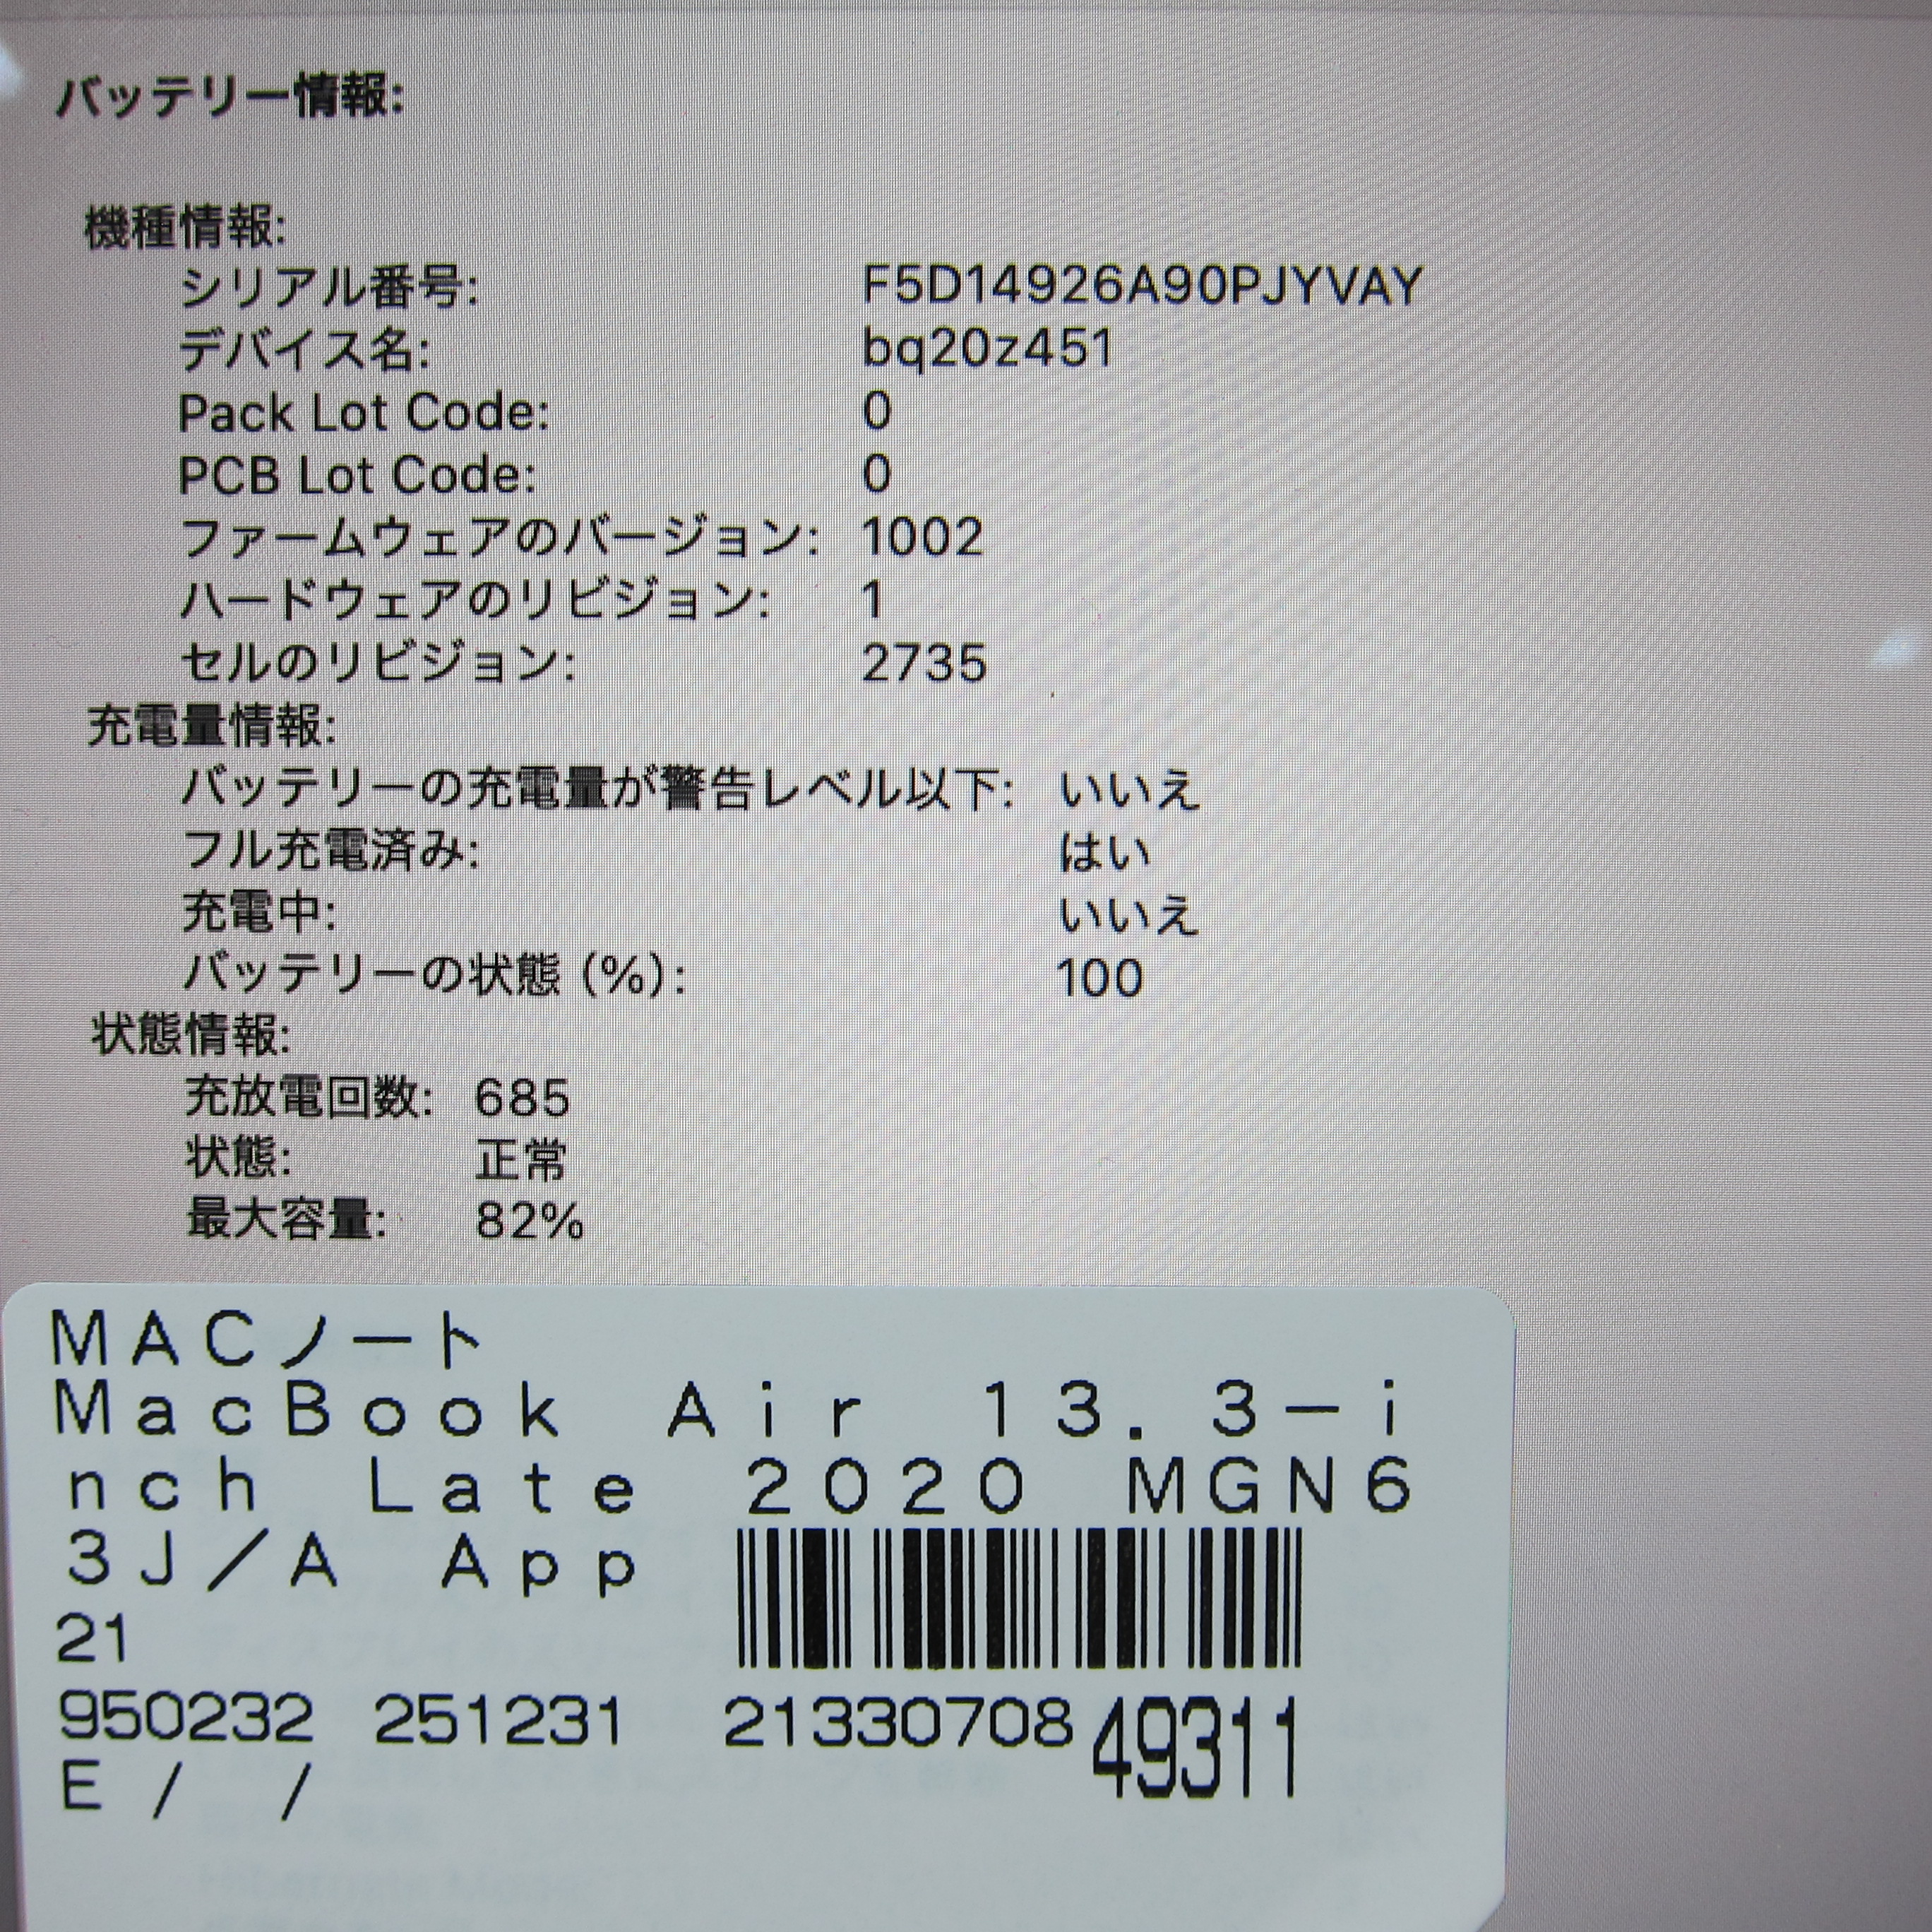 バッテリー情報:
機種情報:
シリアル番号: F5D14926A90PJYVAY
デバイス名: bq20z451
Pack Lot Code: 0
PCB Lot Code: 0
ファームウェアのバージョン: 1002
ハードウェアのリビジョン: 1
セルのリビジョン: 2735
充電量情報:
バッテリーの充電量が警告レベル以下: いいえ
フル充電済み: はい
充電中: いいえ
バッテリーの状態 (%): 100
状態情報:
充放電回数: 685
状態: 正常
最大容量: 82%
MACノート
MacBook Air 13.3-i
nch Late 2020 MGN6
3J/A App
21
950232 251231 21330708 49311
E / /